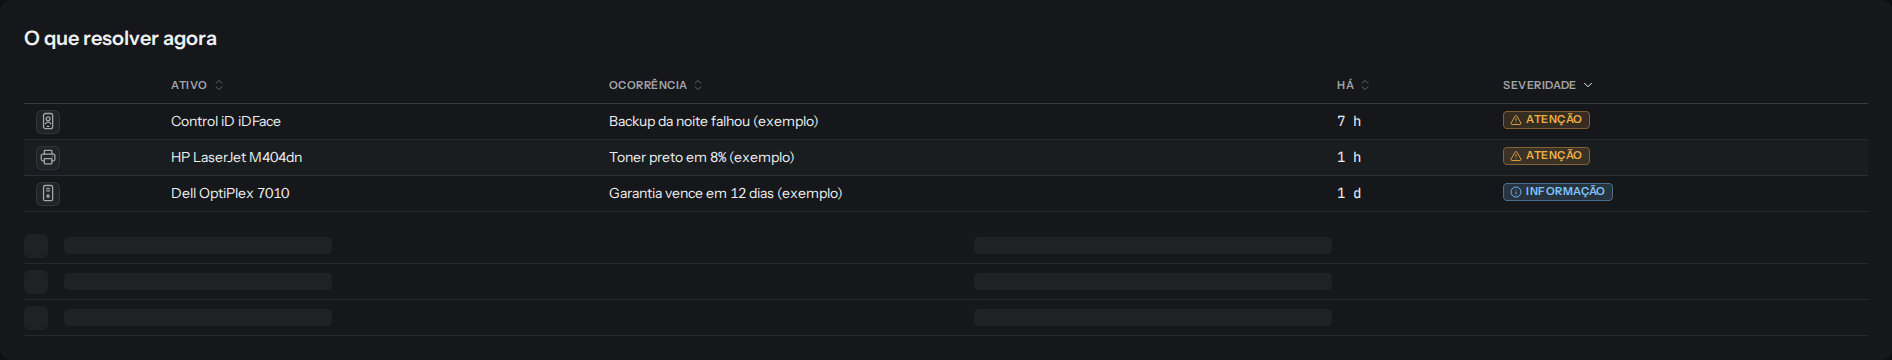 O que resolver agora
ATIVO OCORRÊNCIA HÁ SEVERIDADE
Control iD iDFace Backup da noite falhou (exemplo) 7 h ATENÇÃO
HP LaserJet M404dn Toner preto em 8% (exemplo) 1 h ATENÇÃO
Dell OptiPlex 7010 Garantia vence em 12 dias (exemplo) 1 d INFORMAÇÃO